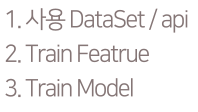 1. 사용 DataSet / api
2. Train Featrue
3. Train Model